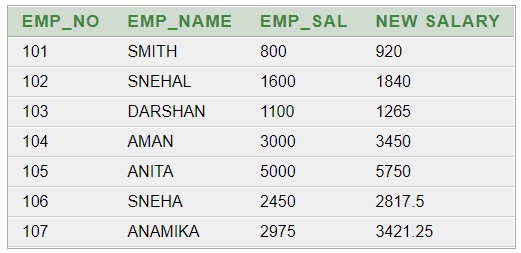 EMP_NO EMP_NAME EMP_SAL NEW SALARY
101 SMITH 800 920
102 SNEHAL 1600 1840
103 DARSHAN 1100 1265
104 AMAN 3000 3450
105 ANITA 5000 5750
106 SNEHA 2450 2817.5
107 ANAMIKA 2975 3421.25